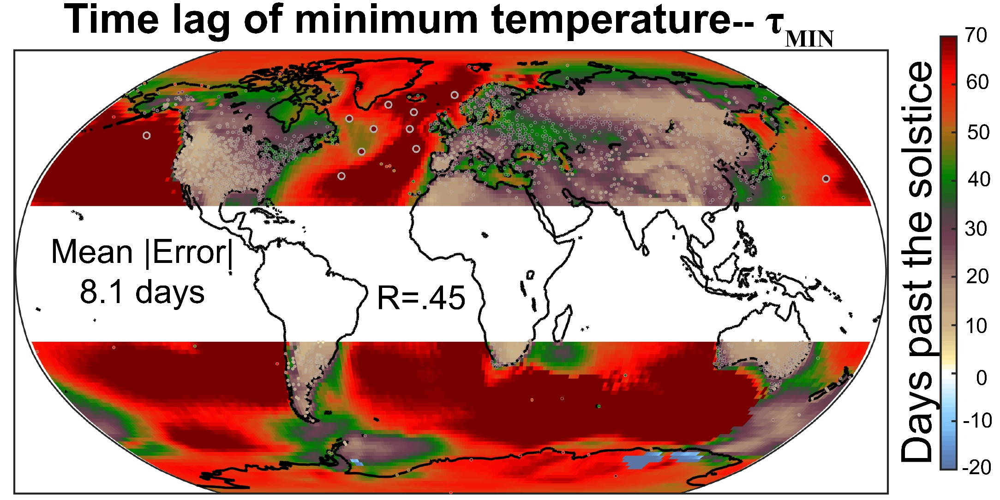 Time lag of minimum temperature-- τMIN
Mean |Error|
8.1 days
R=.45
70
60
50
40
30
20
10
0
-10
-20
Days past the solstice